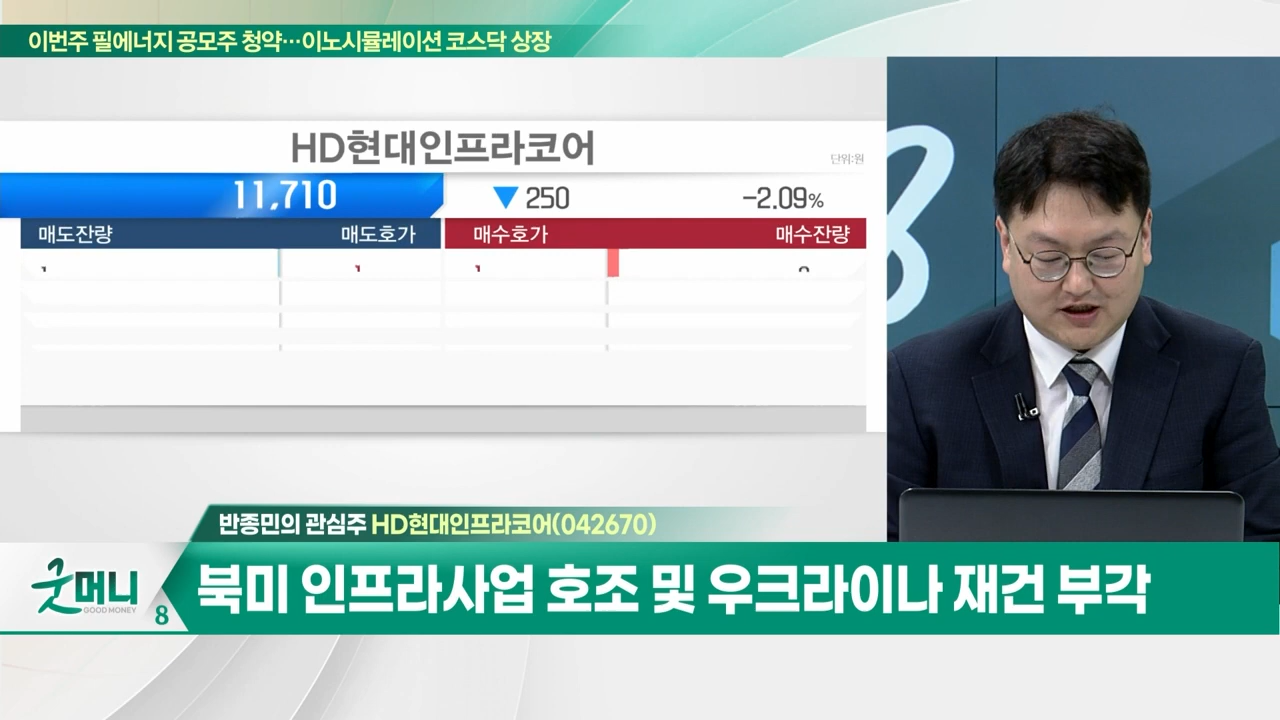 이번주 필에너지 공모주 청약…이노시뮬레이션 코스닥 상장
HD현대인프라코어
단위:원
11,710 ▼ 250 -2.09%
매도잔량 매도호가 매수호가 매수잔량
반종민의 관심주 HD현대인프라코어(042670)
북미 인프라사업 호조 및 우크라이나 재건 부각
굿머니
GOOD MONEY
8